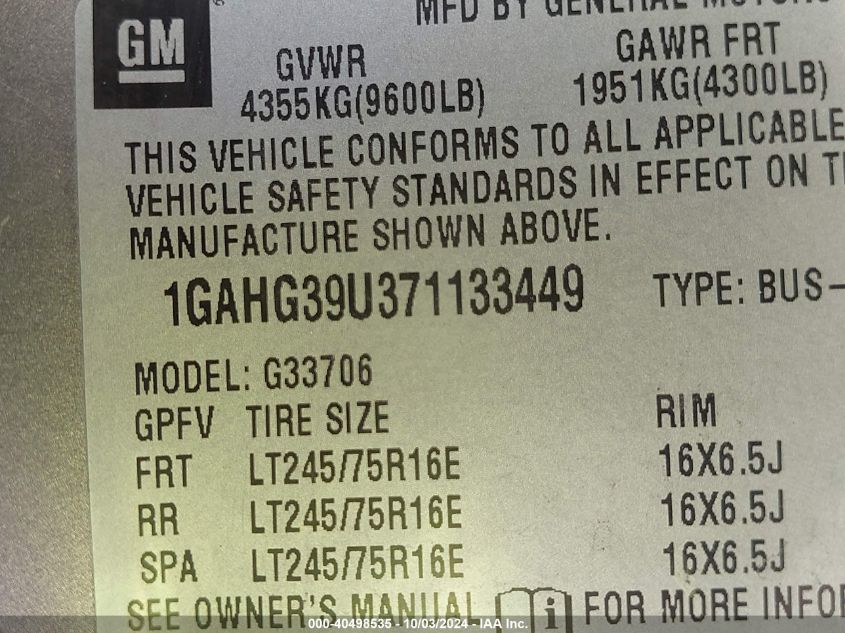 MFD BY GENERAL MOTORS
GM
GVWR GAWR FRT
4355KG(9600LB) 1951KG(4300LB)
THIS VEHICLE CONFORMS TO ALL APPLICABLE
VEHICLE SAFETY STANDARDS IN EFFECT ON
MANUFACTURE SHOWN ABOVE.
1GAHG39U371133449 TYPE: BUS-
MODEL: G33706
GPFV TIRE SIZE RIM
FRT LT245/75R16E 16X6.5J
RR LT245/75R16E 16X6.5J
SPA LT245/75R16E 16X6.5J
SEE OWNER'S MANUAL i FOR MORE INFOR
000-40498535 - 10/03/2024 - IAA Inc.